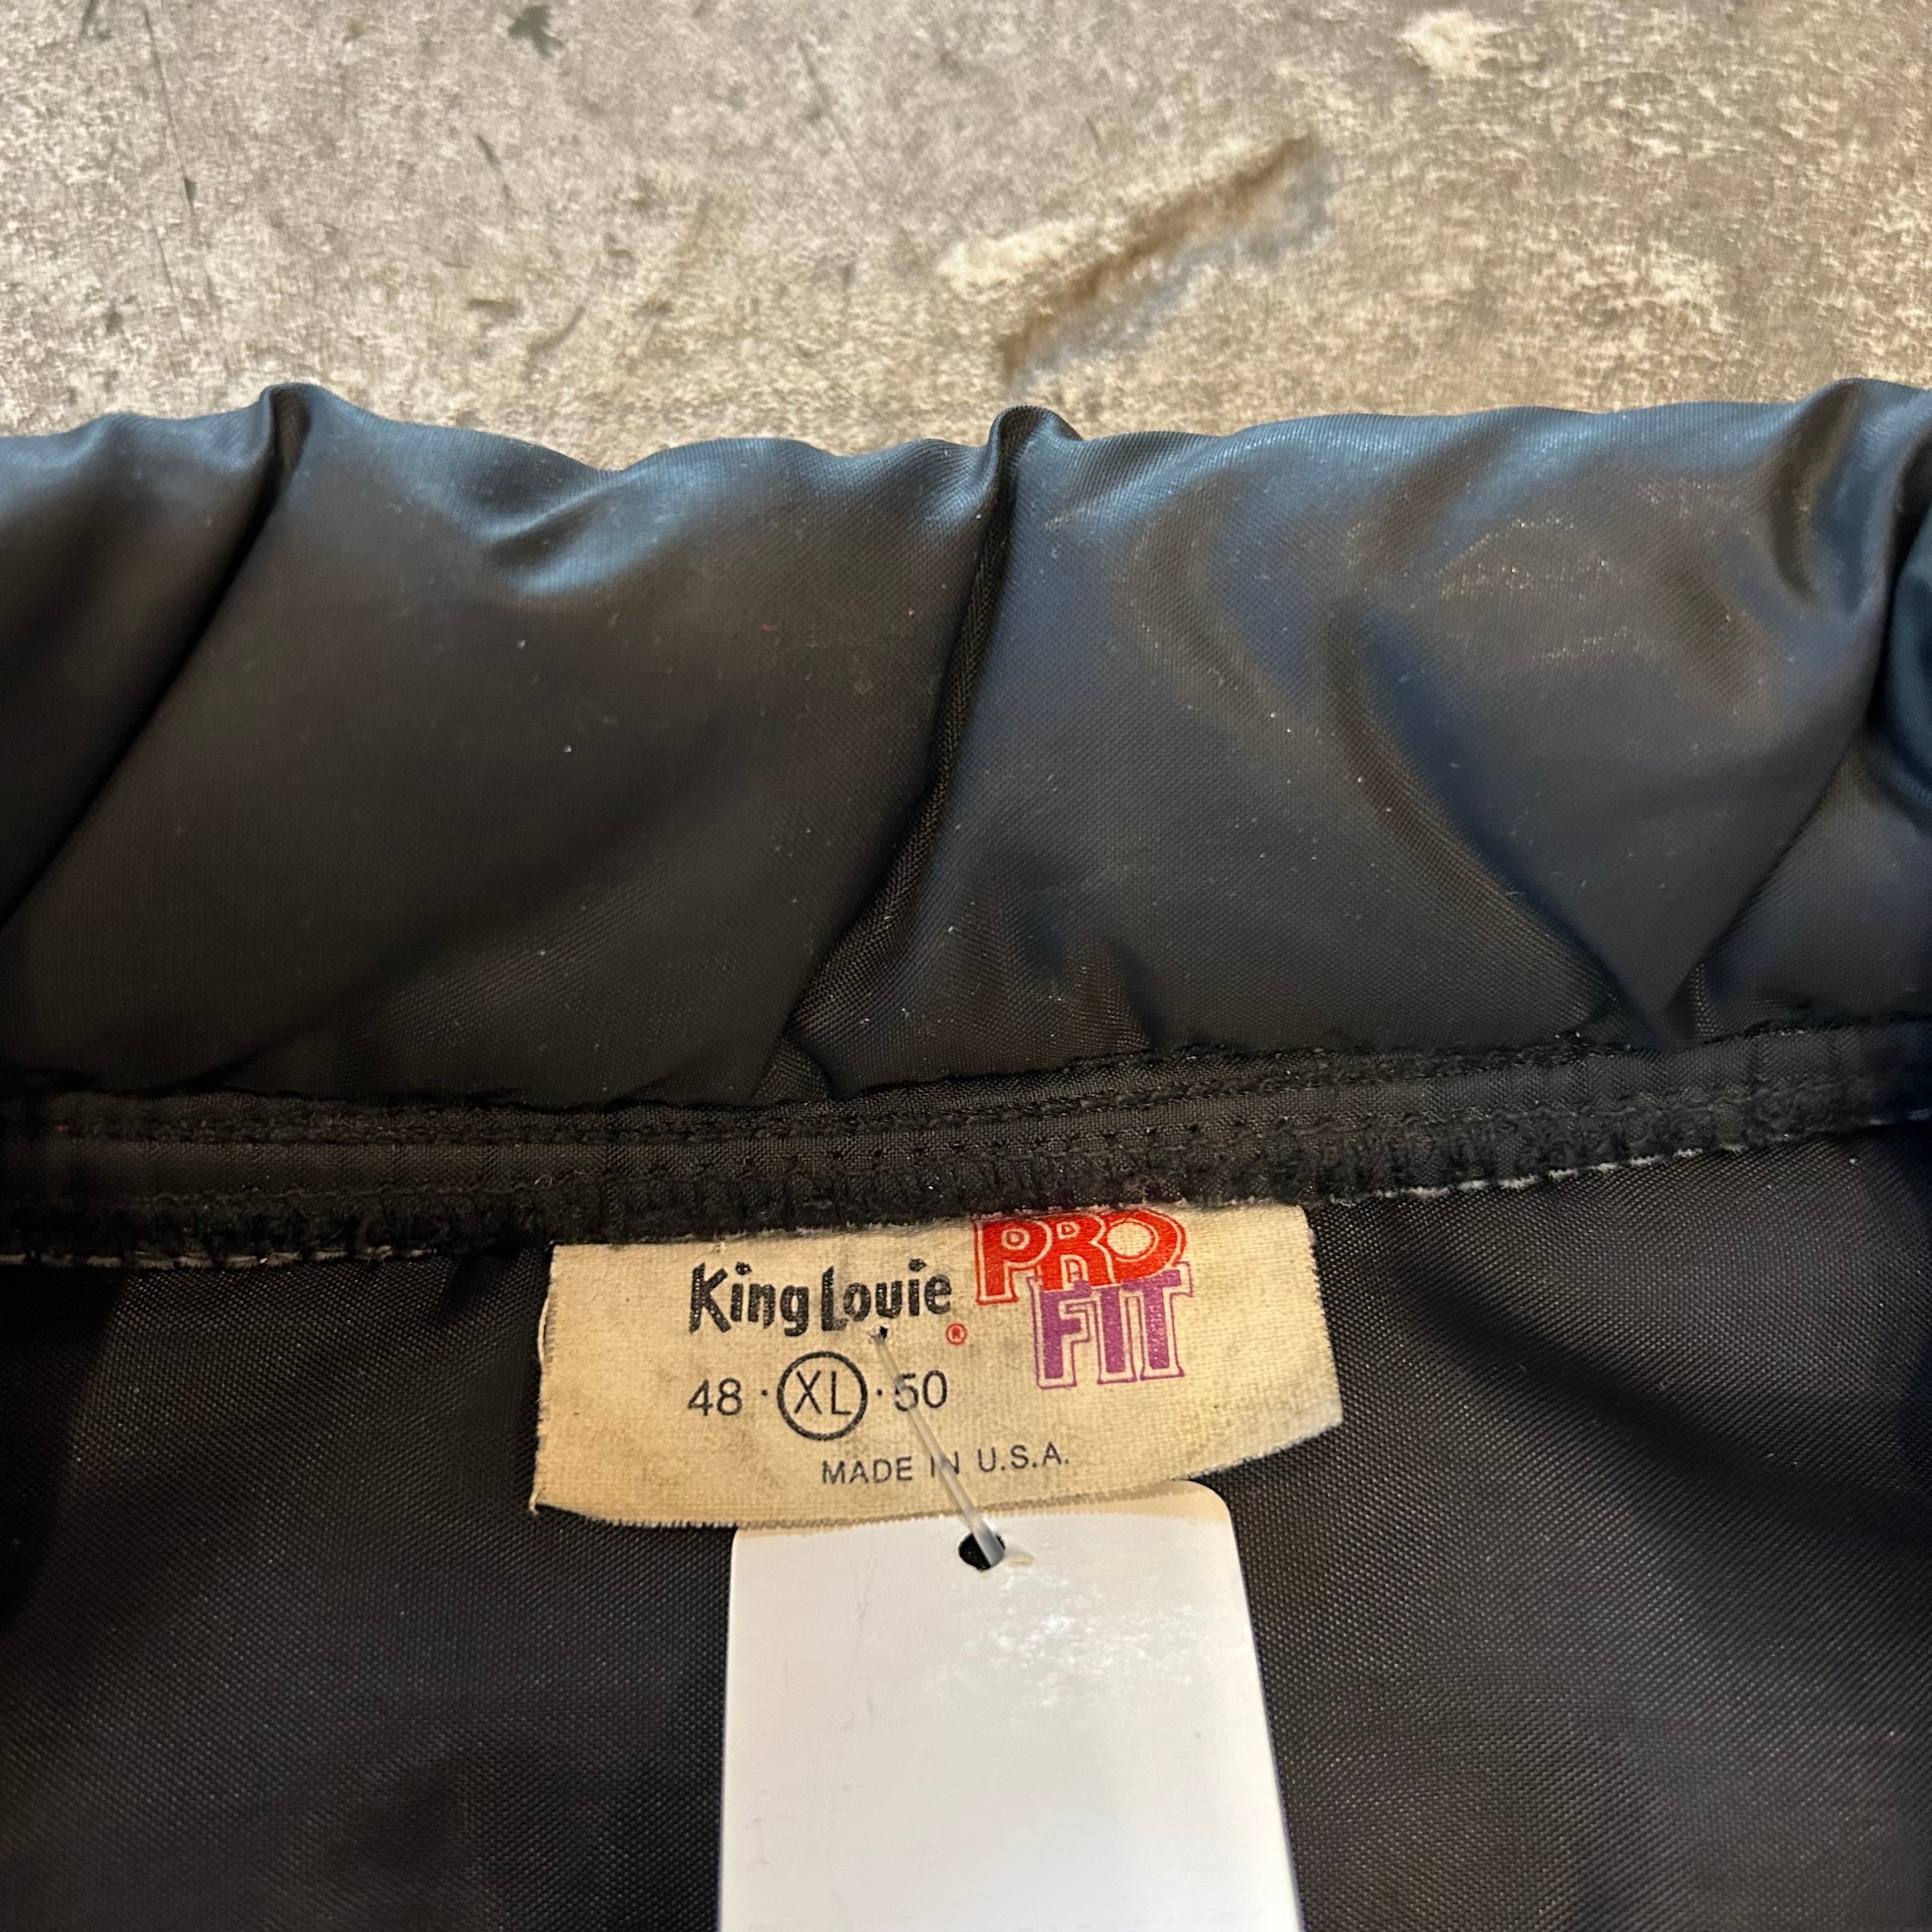 King Louie ® PRO FIT
48 · XL · 50
MADE IN U.S.A.